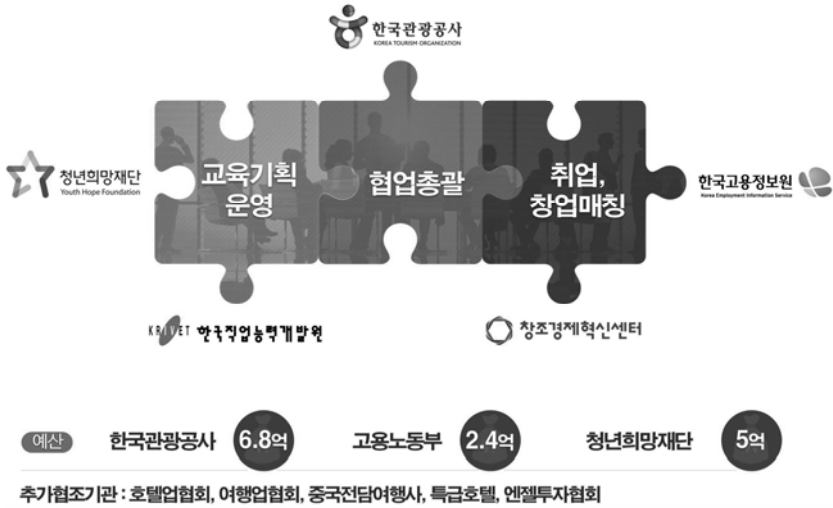 한국관광공사
KOREA TOURISM ORGANIZATION
청년희망재단
Youth Hope Foundation
교육기획
운영
협업총괄
취업,
창업매칭
한국고용정보원
Korea Employment Information Service
KRIVET 한국직업능력개발원
창조경제혁신센터
예산 한국관광공사 6.8억 고용노동부 2.4억 청년희망재단 5억
추가협조기관 : 호텔업협회, 여행업협회, 중국전담여행사, 특급호텔, 엔젤투자협회